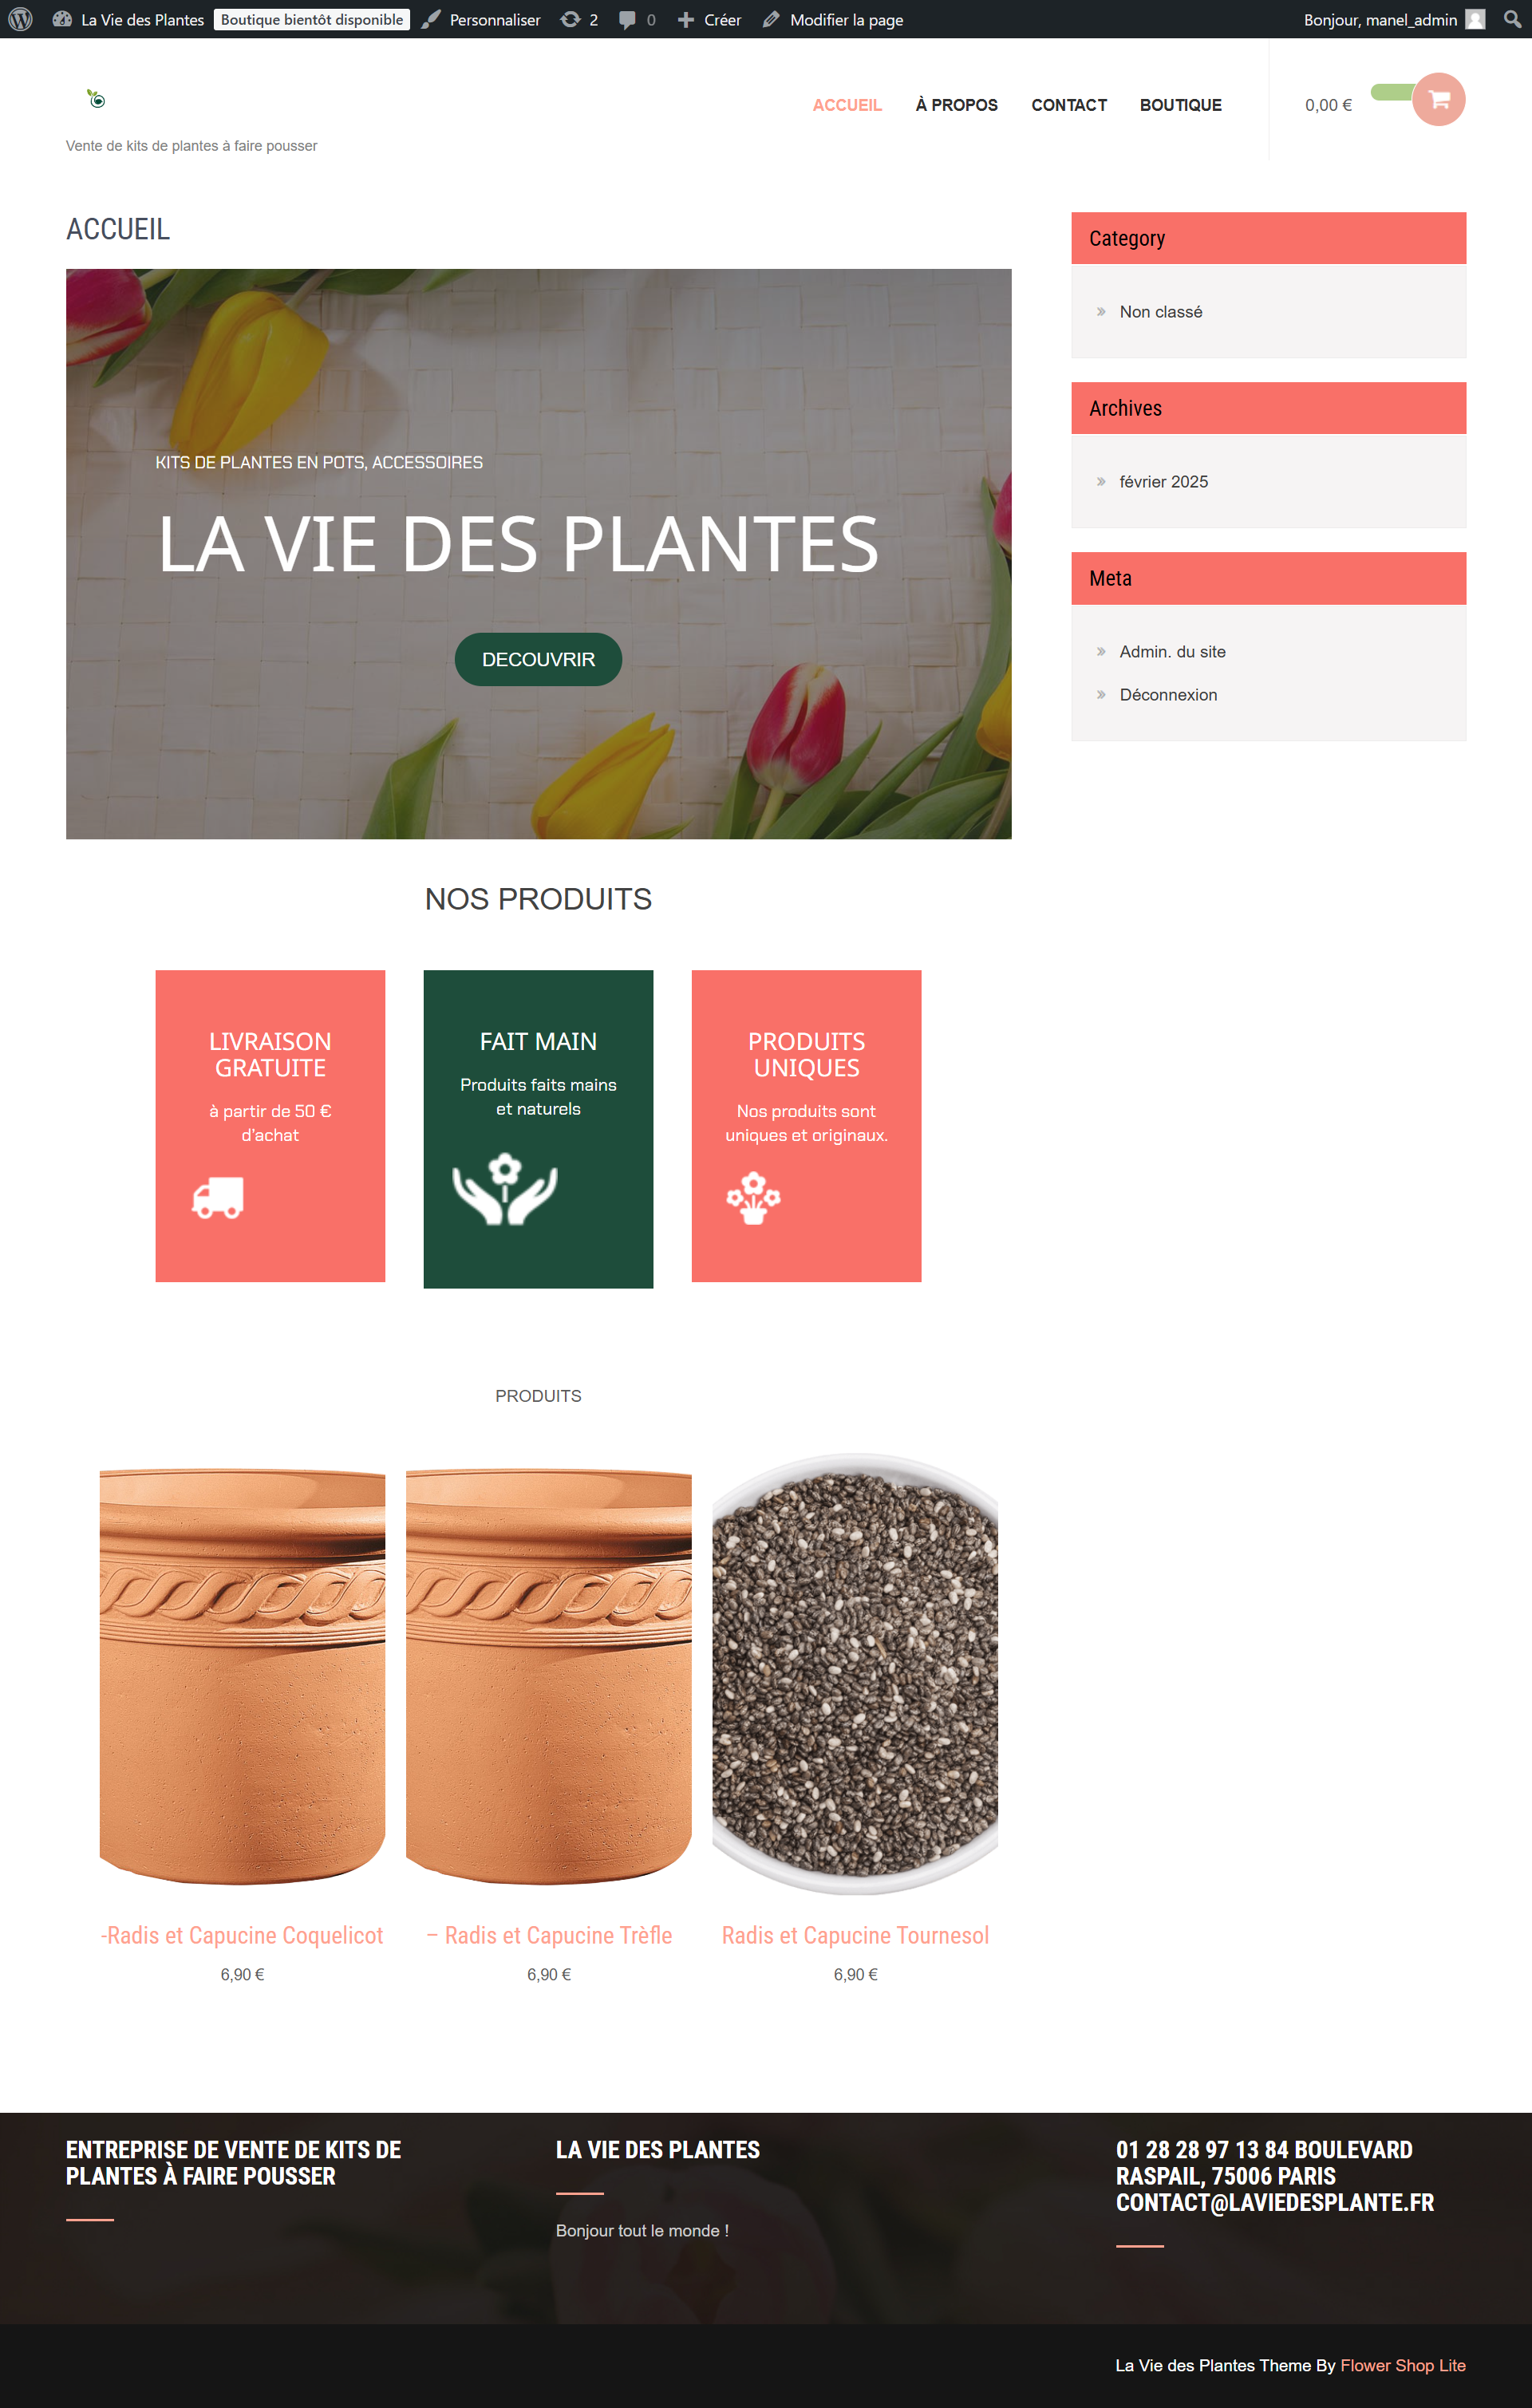 La Vie des Plantes Boutique bientôt disponible Personnaliser 2 0 Créer Modifier la page Bonjour, manel_admin
ACCUEIL À PROPOS CONTACT BOUTIQUE 0,00 €
Vente de kits de plantes à faire pousser
ACCUEIL
KITS DE PLANTES EN POTS, ACCESSOIRES
LA VIE DES PLANTES
DECOUVRIR
Category
Non classé
Archives
février 2025
Meta
Admin. du site
Déconnexion
NOS PRODUITS
LIVRAISON
GRATUITE
à partir de 50 €
d'achat
FAIT MAIN
Produits faits mains
et naturels
PRODUITS
UNIQUES
Nos produits sont
uniques et originaux.
PRODUITS
-Radis et Capucine Coquelicot
6,90 €
– Radis et Capucine Trèfle
6,90 €
Radis et Capucine Tournesol
6,90 €
ENTREPRISE DE VENTE DE KITS DE
PLANTES À FAIRE POUSSER
LA VIE DES PLANTES
Bonjour tout le monde !
01 28 28 97 13 84 BOULEVARD
RASPAIL, 75006 PARIS
CONTACT@LAVIEDESPLANTE.FR
La Vie des Plantes Theme By Flower Shop Lite